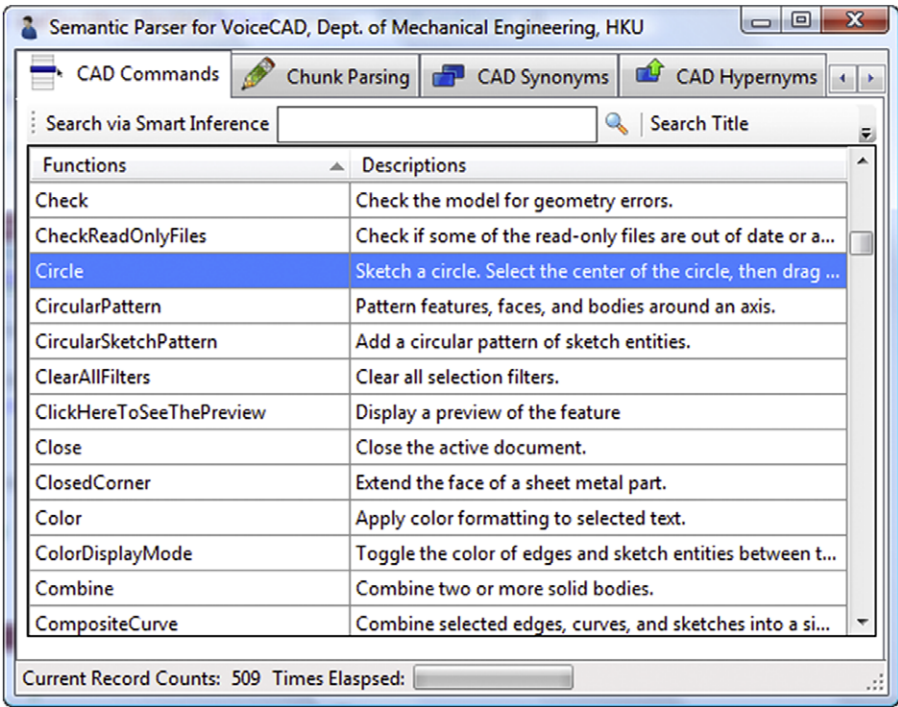 Semantic Parser for VoiceCAD, Dept. of Mechanical Engineering, HKU
CAD Commands Chunk Parsing CAD Synonyms CAD Hypernyms
Search via Smart Inference Search Title
Functions Descriptions
Check Check the model for geometry errors.
CheckReadOnlyFiles Check if some of the read-only files are out of date or a...
Circle Sketch a circle. Select the center of the circle, then drag ...
CircularPattern Pattern features, faces, and bodies around an axis.
CircularSketchPattern Add a circular pattern of sketch entities.
ClearAllFilters Clear all selection filters.
ClickHereToSeeThePreview Display a preview of the feature
Close Close the active document.
ClosedCorner Extend the face of a sheet metal part.
Color Apply color formatting to selected text.
ColorDisplayMode Toggle the color of edges and sketch entities between t...
Combine Combine two or more solid bodies.
CompositeCurve Combine selected edges, curves, and sketches into a si...
Current Record Counts: 509 Times Elaspsed: